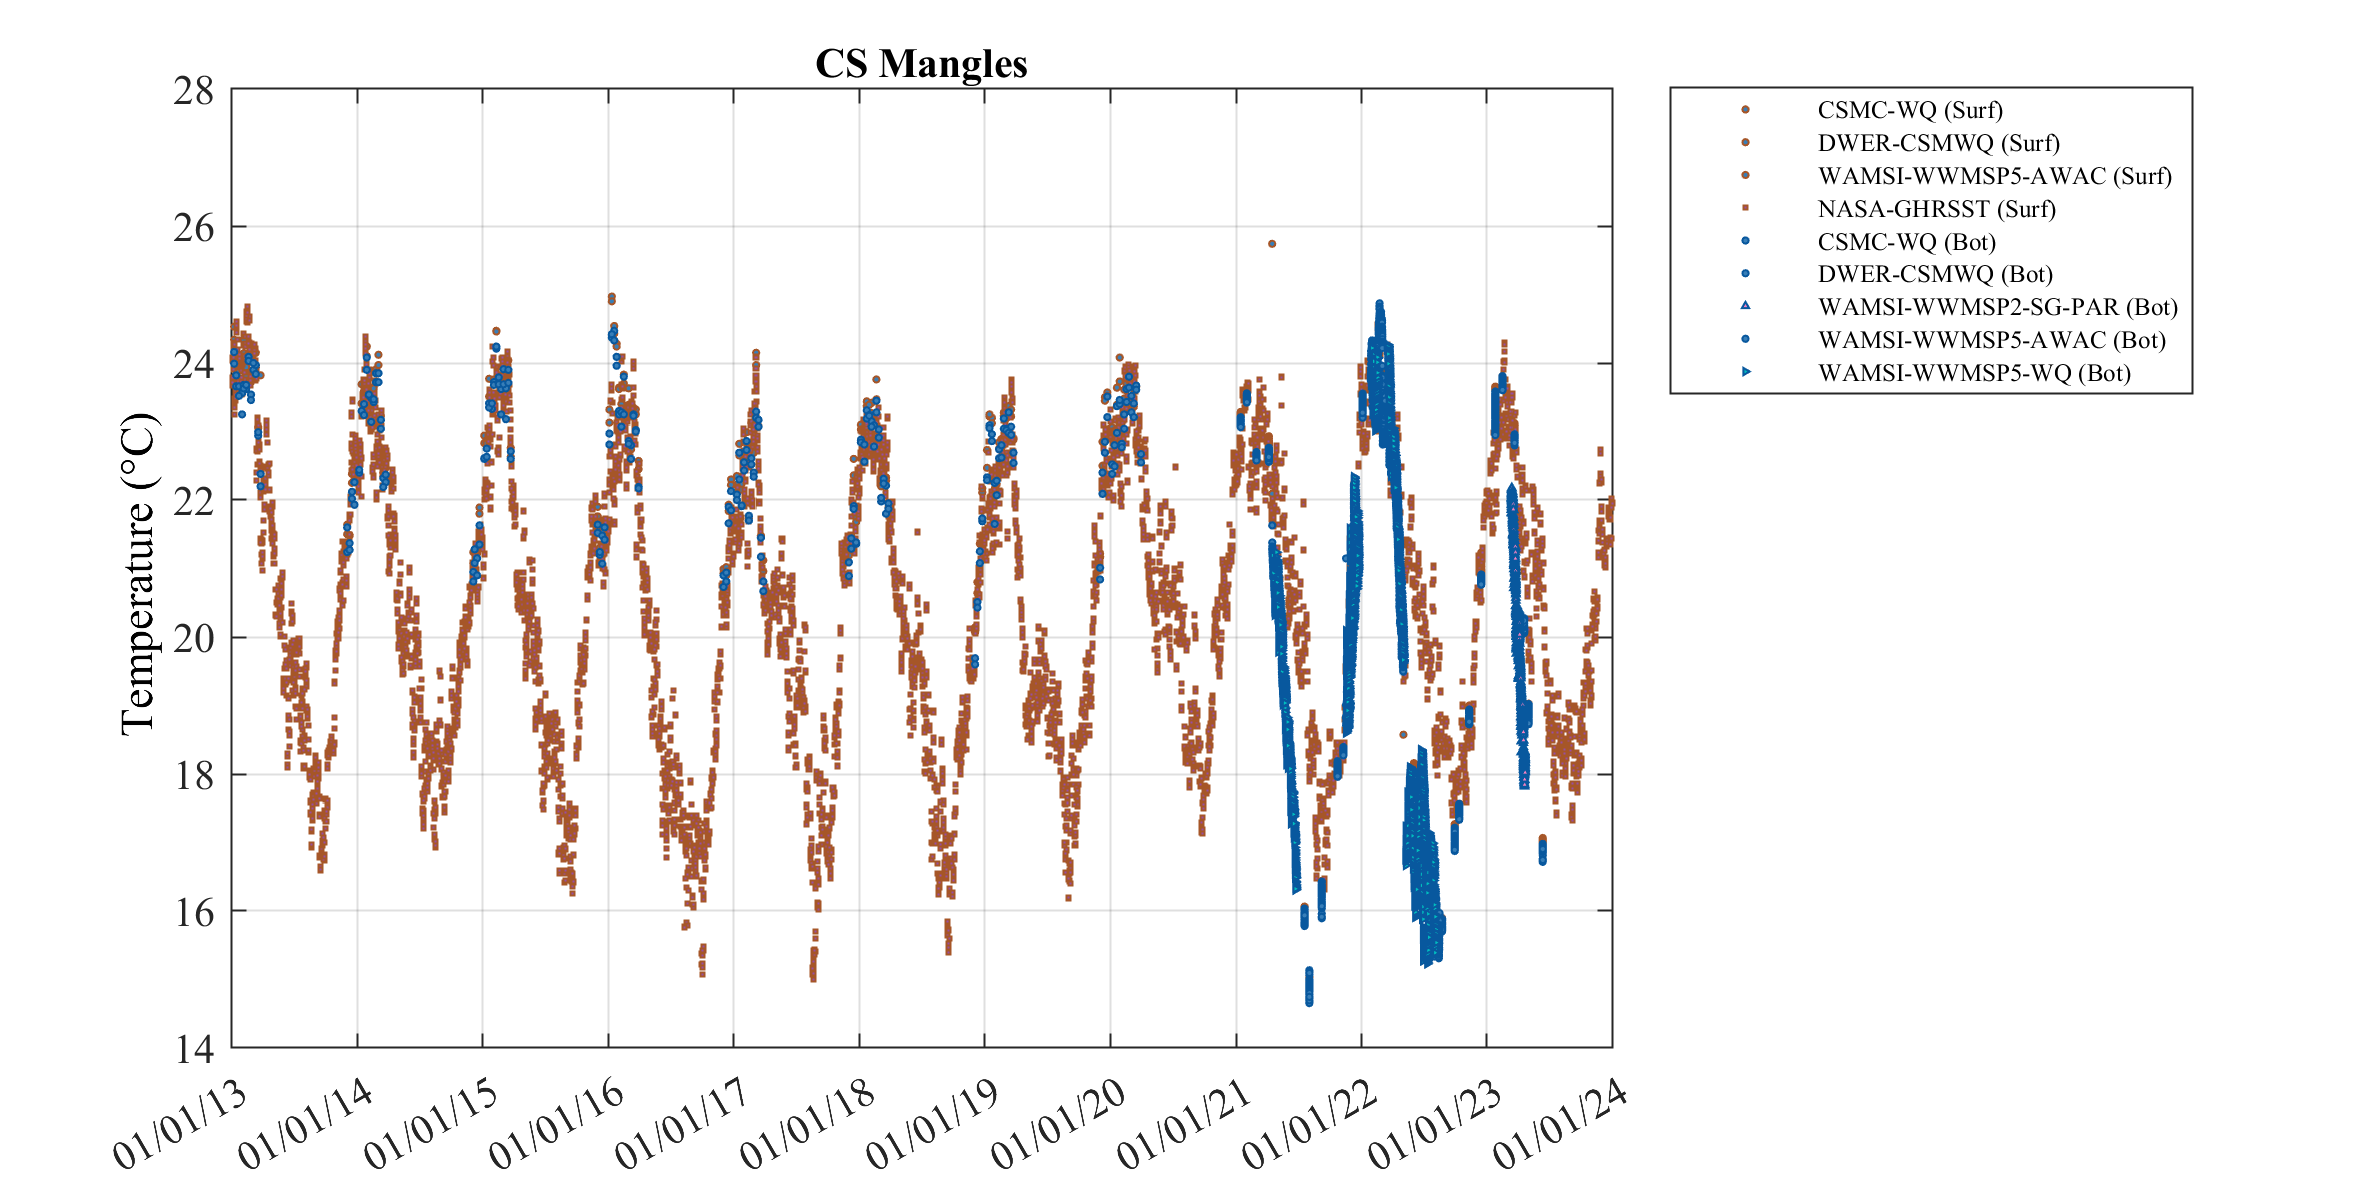 CS Mangles
28
26
24
22
20
18
16
14
Temperature (°C)
01/01/13
01/01/14
01/01/15
01/01/16
01/01/17
01/01/18
01/01/19
01/01/20
01/01/21
01/01/22
01/01/23
01/01/24
CSMC-WQ (Surf)
DWER-CSMWQ (Surf)
WAMSI-WWMSP5-AWAC (Surf)
NASA-GHRSST (Surf)
CSMC-WQ (Bot)
DWER-CSMWQ (Bot)
WAMSI-WWMSP2-SG-PAR (Bot)
WAMSI-WWMSP5-AWAC (Bot)
WAMSI-WWMSP5-WQ (Bot)